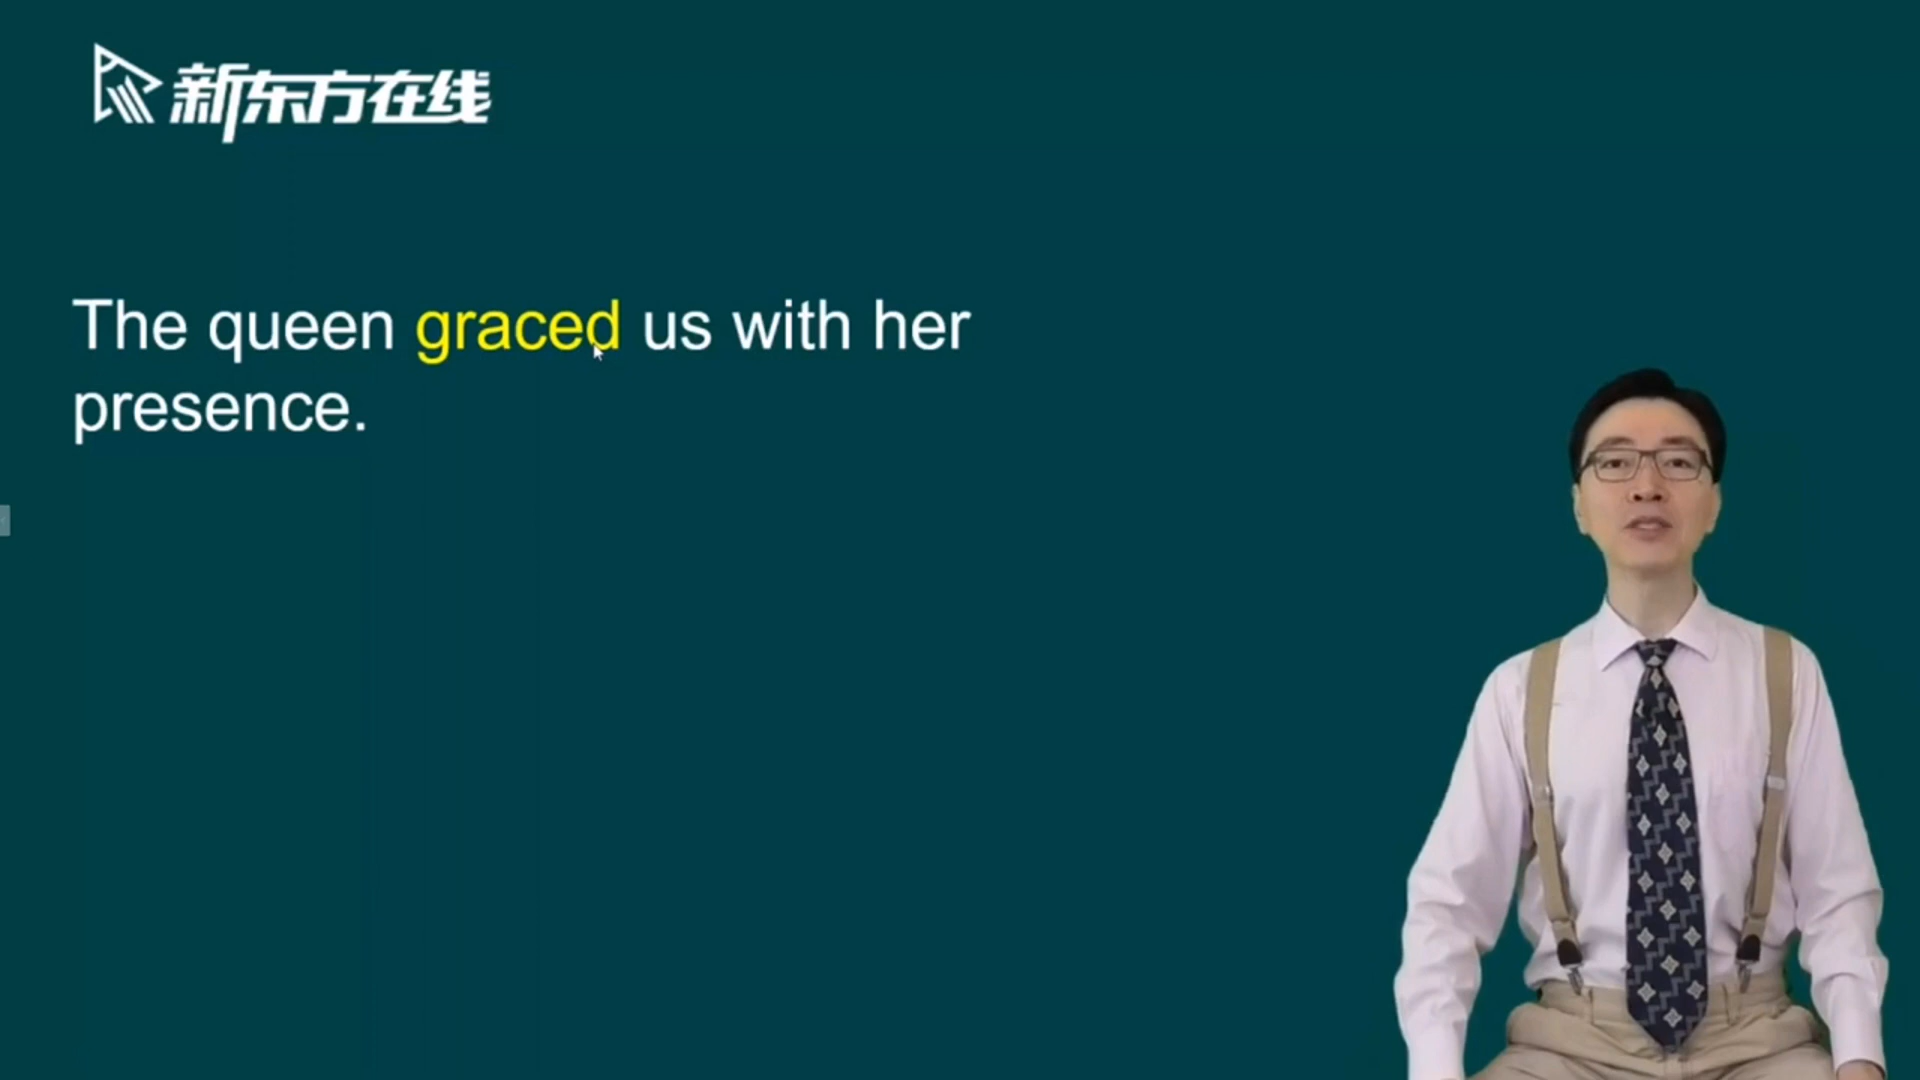 新东方在线
The queen graced us with her
presence.